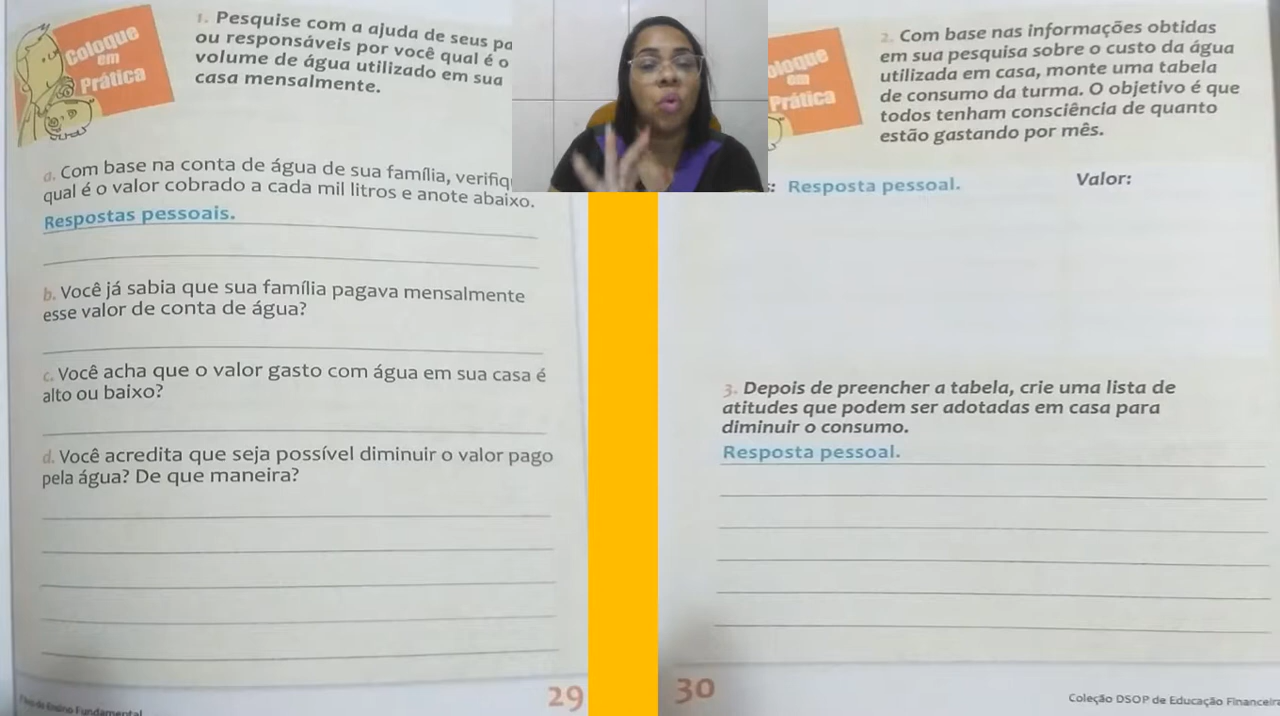 Coloque
em
Prática
1. Pesquise com a ajuda de seus
ou responsáveis por você qual é o
volume de água utilizado em sua
casa mensalmente.
a. Com base na conta de água de sua família,
qual é o valor cobrado a cada mil litros e anote abaixo.
Respostas pessoais.
b. Você já sabia que sua família pagava mensalmente
esse valor de conta de água?
c. Você acha que o valor gasto com água em sua casa é
alto ou baixo?
d. Você acredita que seja possível diminuir o valor pago
pela água? De que maneira?
Ensino Fundamental
29
em
Prática
2. Com base nas informações obtidas
em sua pesquisa sobre o custo da água
utilizada em casa, monte uma tabela
de consumo da turma. O objetivo é que
todos tenham consciência de quanto
estão gastando por mês.
Resposta pessoal.
Valor:
3. Depois de preencher a tabela, crie uma lista de
atitudes que podem ser adotadas em casa para
diminuir o consumo.
Resposta pessoal.
30
Coleção DSOP de Educação Financeira